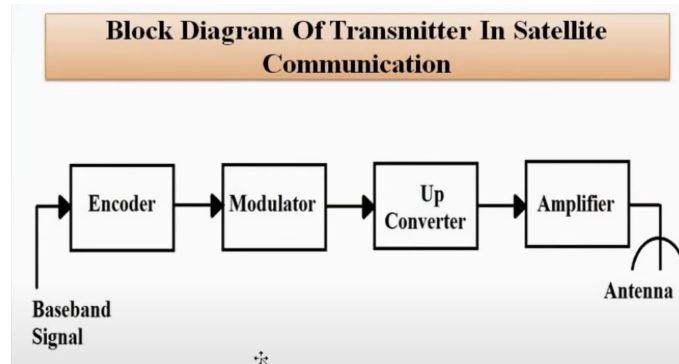 Block Diagram Of Transmitter In Satellite
Communication
Encoder
Modulator
Up
Converter
Amplifier
Baseband
Signal
Antenna